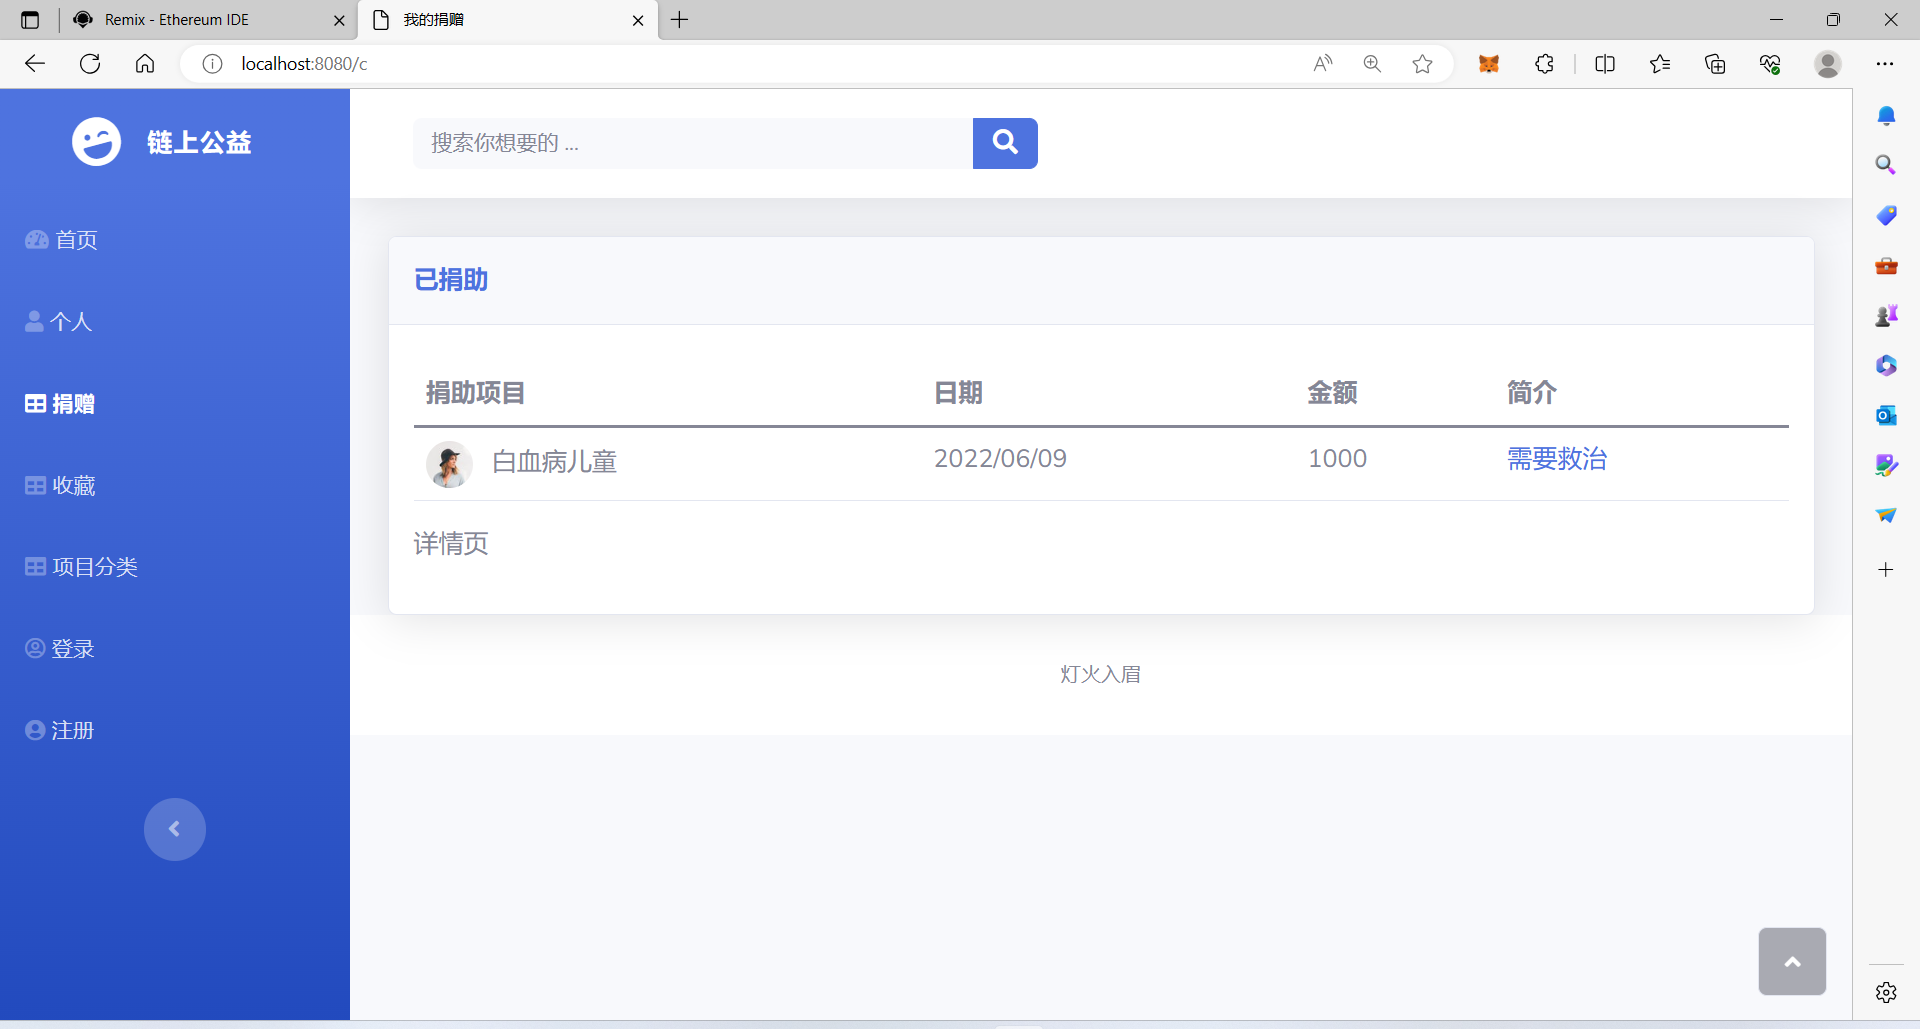 Remix - Ethereum IDE
我的捐赠
localhost:8080/c
链上公益
搜索你想要的 ...
首页
个人
捐赠
收藏
项目分类
登录
注册
已捐助
捐助项目 日期 金额 简介
白血病儿童 2022/06/09 1000 需要救治
详情页
灯火入眉